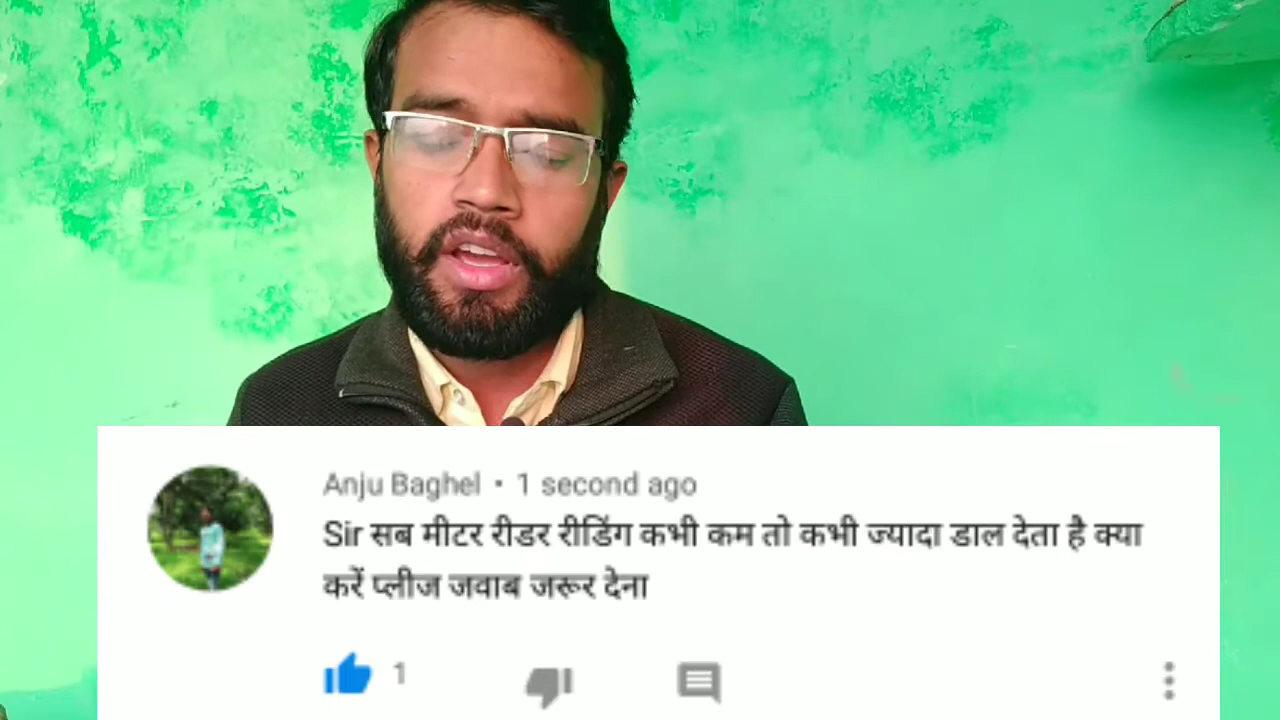 Anju Baghel • 1 second ago
Sir सब मीटर रीडर रीडिंग कभी कम तो कभी ज्यादा डाल देता है क्या
करें प्लीज जवाब जरूर देना
1